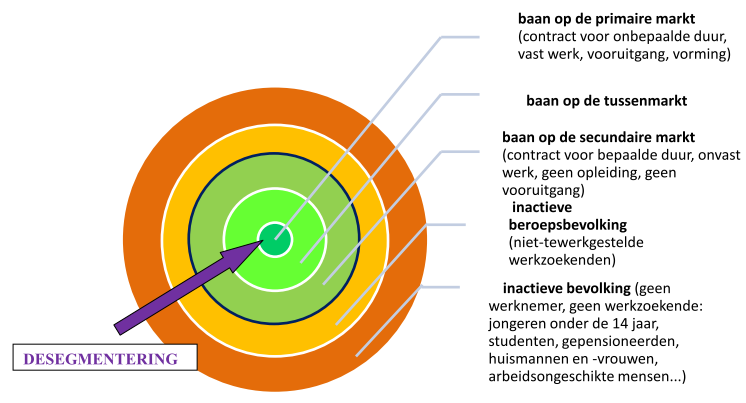 baan op de primaire markt
(contract voor onbepaalde duur,
vast werk, vooruitgang, vorming)
baan op de tussenmarkt
baan op de secundaire markt
(contract voor bepaalde duur, onvast
werk, geen opleiding, geen
vooruitgang)
inactieve
beroepsbevolking
(niet-tewerkgestelde
werkzoekenden)
inactieve bevolking (geen
werknemer, geen werkzoekende:
jongeren onder de 14 jaar,
studenten, gepensioneerden,
huismannen en -vrouwen,
arbeidsongeschikte mensen...)
DESEGMENTERING